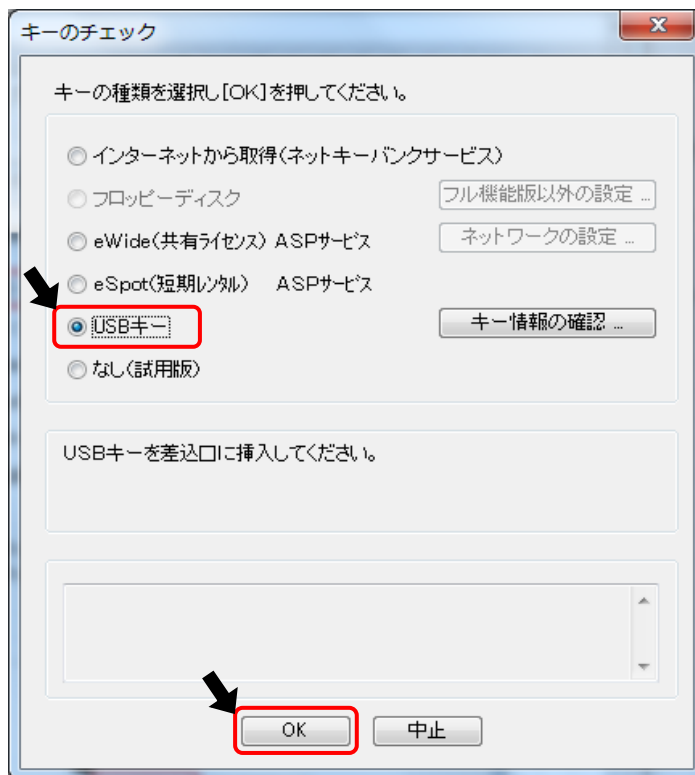 キーのチェック
キーの種類を選択し[OK]を押してください。
インターネットから取得(ネットキーバンクサービス)
フロッピーディスク
フル機能版以外の設定 ...
eWide(共有ライセンス) ASPサービス
ネットワークの設定 ...
eSpot(短期レンタル) ASPサービス
USBキー
キー情報の確認 ...
なし(試用版)
USBキーを差込口に挿入してください。
OK
中止